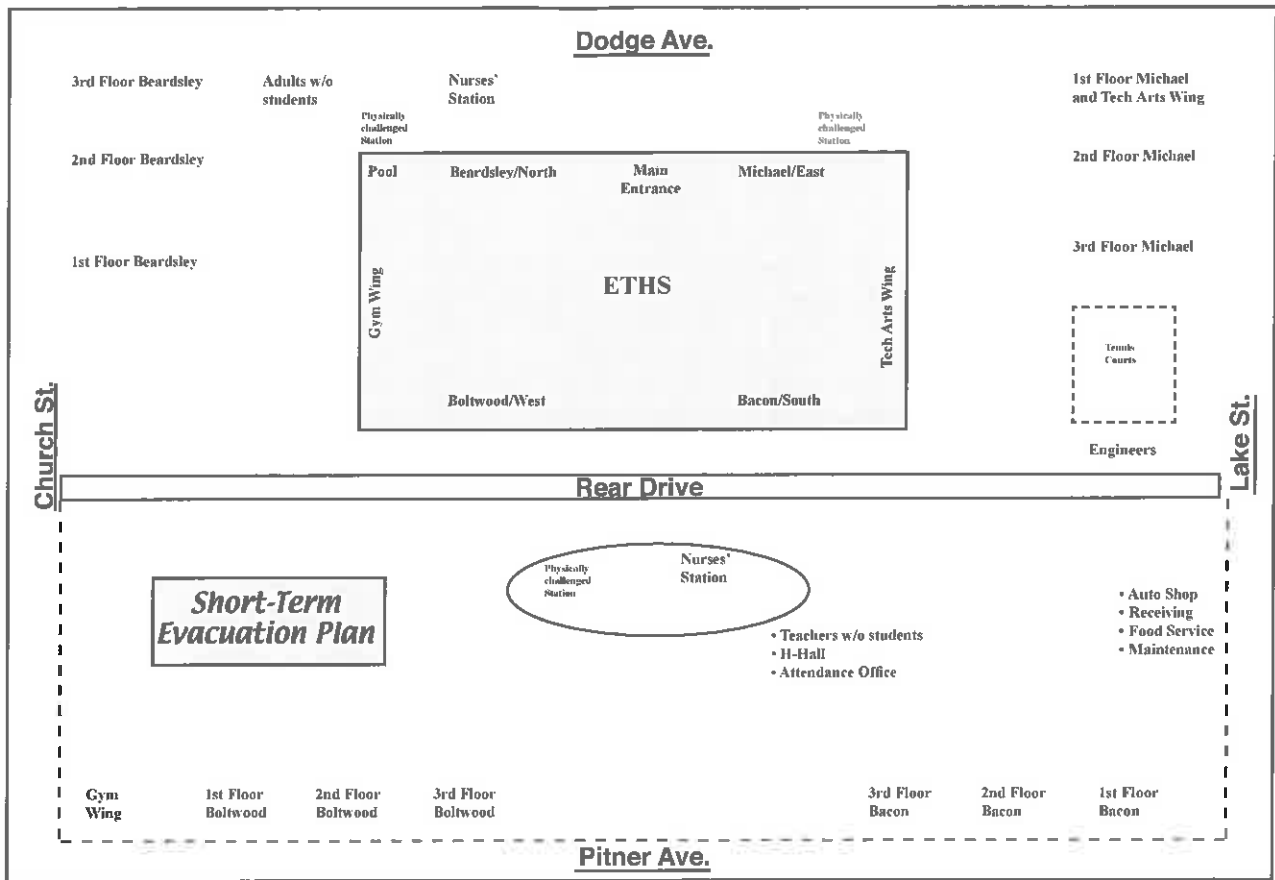 Dodge Ave.
3rd Floor Beardsley
Adults w/o
students
Nurses'
Station
1st Floor Michael
and Tech Arts Wing
Physically
challenged
Station
Physically
challenged
Station
2nd Floor Beardsley
2nd Floor Michael
Pool
Beardsley/North
Main
Entrance
Michael/East
1st Floor Beardsley
3rd Floor Michael
Gym Wing
ETHS
Tech Arts Wing
Tennis
Courts
Boltwood/West
Bacon/South
Engineers
Church St.
Lake St.
Rear Drive
Physically
challenged
Station
Nurses'
Station
Short-Term
Evacuation Plan
• Teachers w/o students
• H-Hall
• Attendance Office
• Auto Shop
• Receiving
• Food Service
• Maintenance
Gym
Wing
1st Floor
Boltwood
2nd Floor
Boltwood
3rd Floor
Boltwood
3rd Floor
Bacon
2nd Floor
Bacon
1st Floor
Bacon
Pitner Ave.